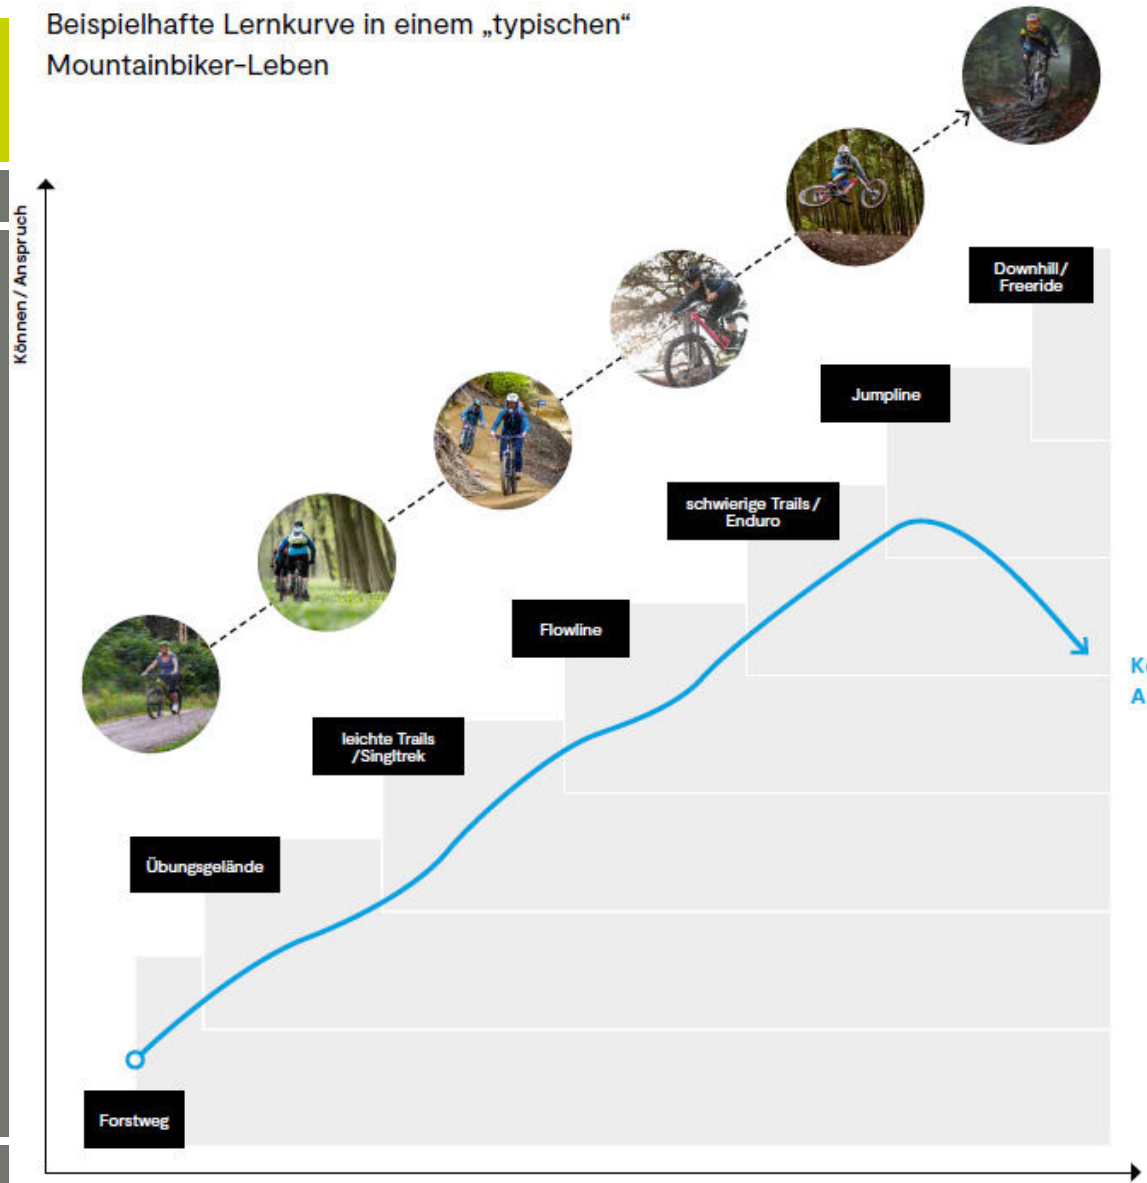 Beispielhafte Lernkurve in einem „typischen“
Mountainbiker-Leben
Können / Anspruch
Downhill /
Freeride
Jumpline
schwierige Trails /
Enduro
Flowline
leichte Trails
/Singltrek
Übungsgelände
Forstweg